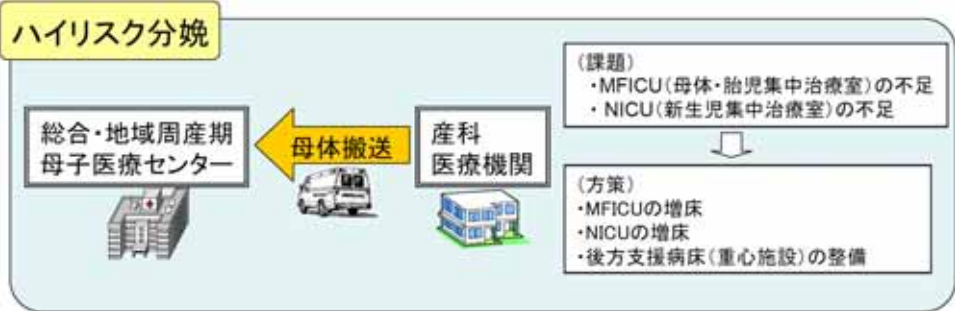 ハイリスク分娩
総合・地域周産期
母子医療センター
母体搬送
産科
医療機関
(課題)
・MFICU(母体・胎児集中治療室)の不足
・NICU(新生児集中治療室)の不足
(方策)
・MFICUの増床
・NICUの増床
・後方支援病床(重心施設)の整備